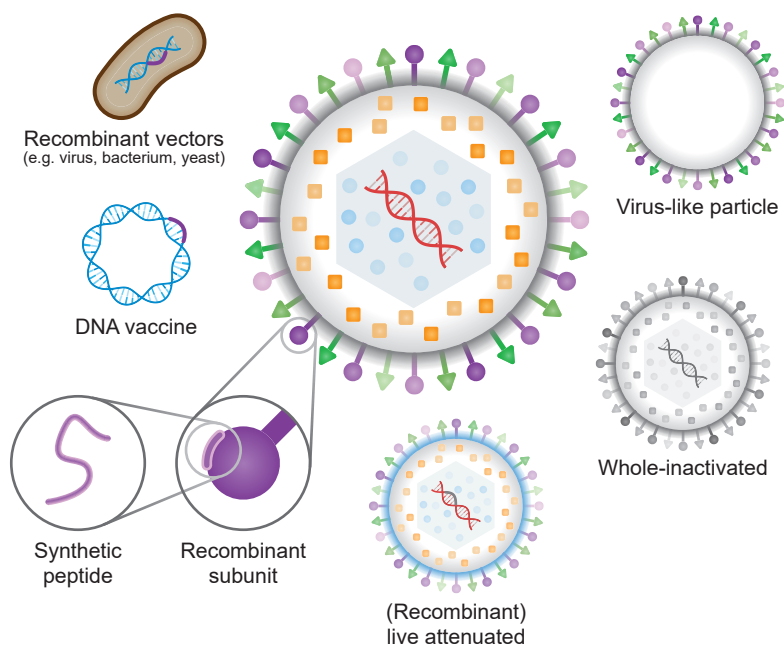 Recombinant vectors
(e.g. virus, bacterium, yeast)
Virus-like particle
DNA vaccine
Whole-inactivated
Synthetic
peptide
Recombinant
subunit
(Recombinant)
live attenuated